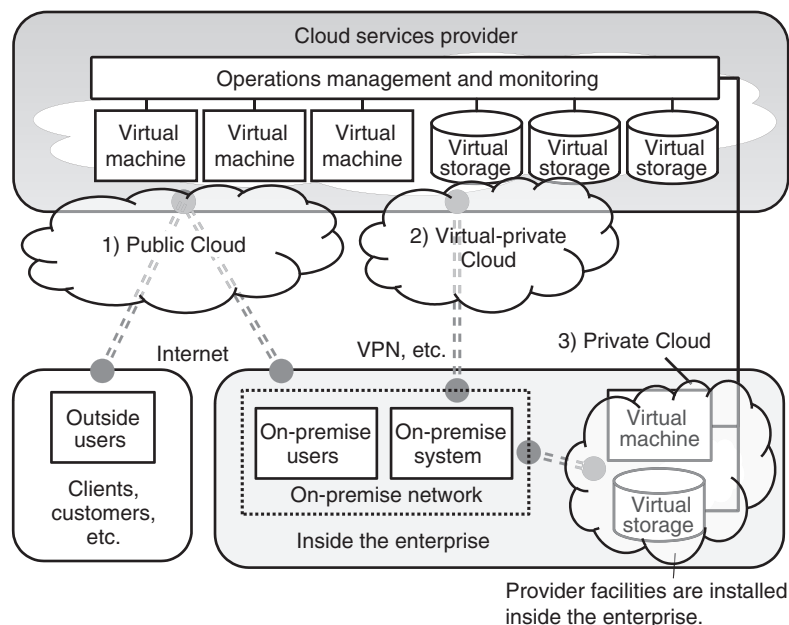 Cloud services provider
Operations management and monitoring
Virtual
machine
Virtual
machine
Virtual
machine
Virtual
storage
Virtual
storage
Virtual
storage
1) Public Cloud
2) Virtual-private
Cloud
Internet
VPN, etc.
3) Private Cloud
Outside
users
Clients,
customers,
etc.
On-premise
users
On-premise
system
On-premise network
Inside the enterprise
Virtual
machine
Virtual
storage
Provider facilities are installed
inside the enterprise.